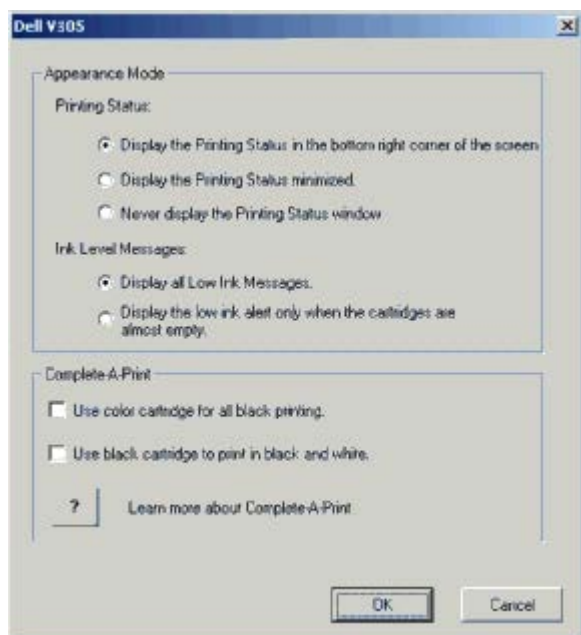 Dell V305
Appearance Mode
Printing Status:
Display the Printing Status in the bottom right corner of the screen
Display the Printing Status minimized.
Never display the Printing Status window
Ink Level Messages:
Display all Low Ink Messages.
Display the low ink alert only when the cartridges are
almost empty.
Complete-A-Print
Use color cartridge for all black printing.
Use black cartridge to print in black and white.
?
Learn more about Complete-A-Print
OK
Cancel